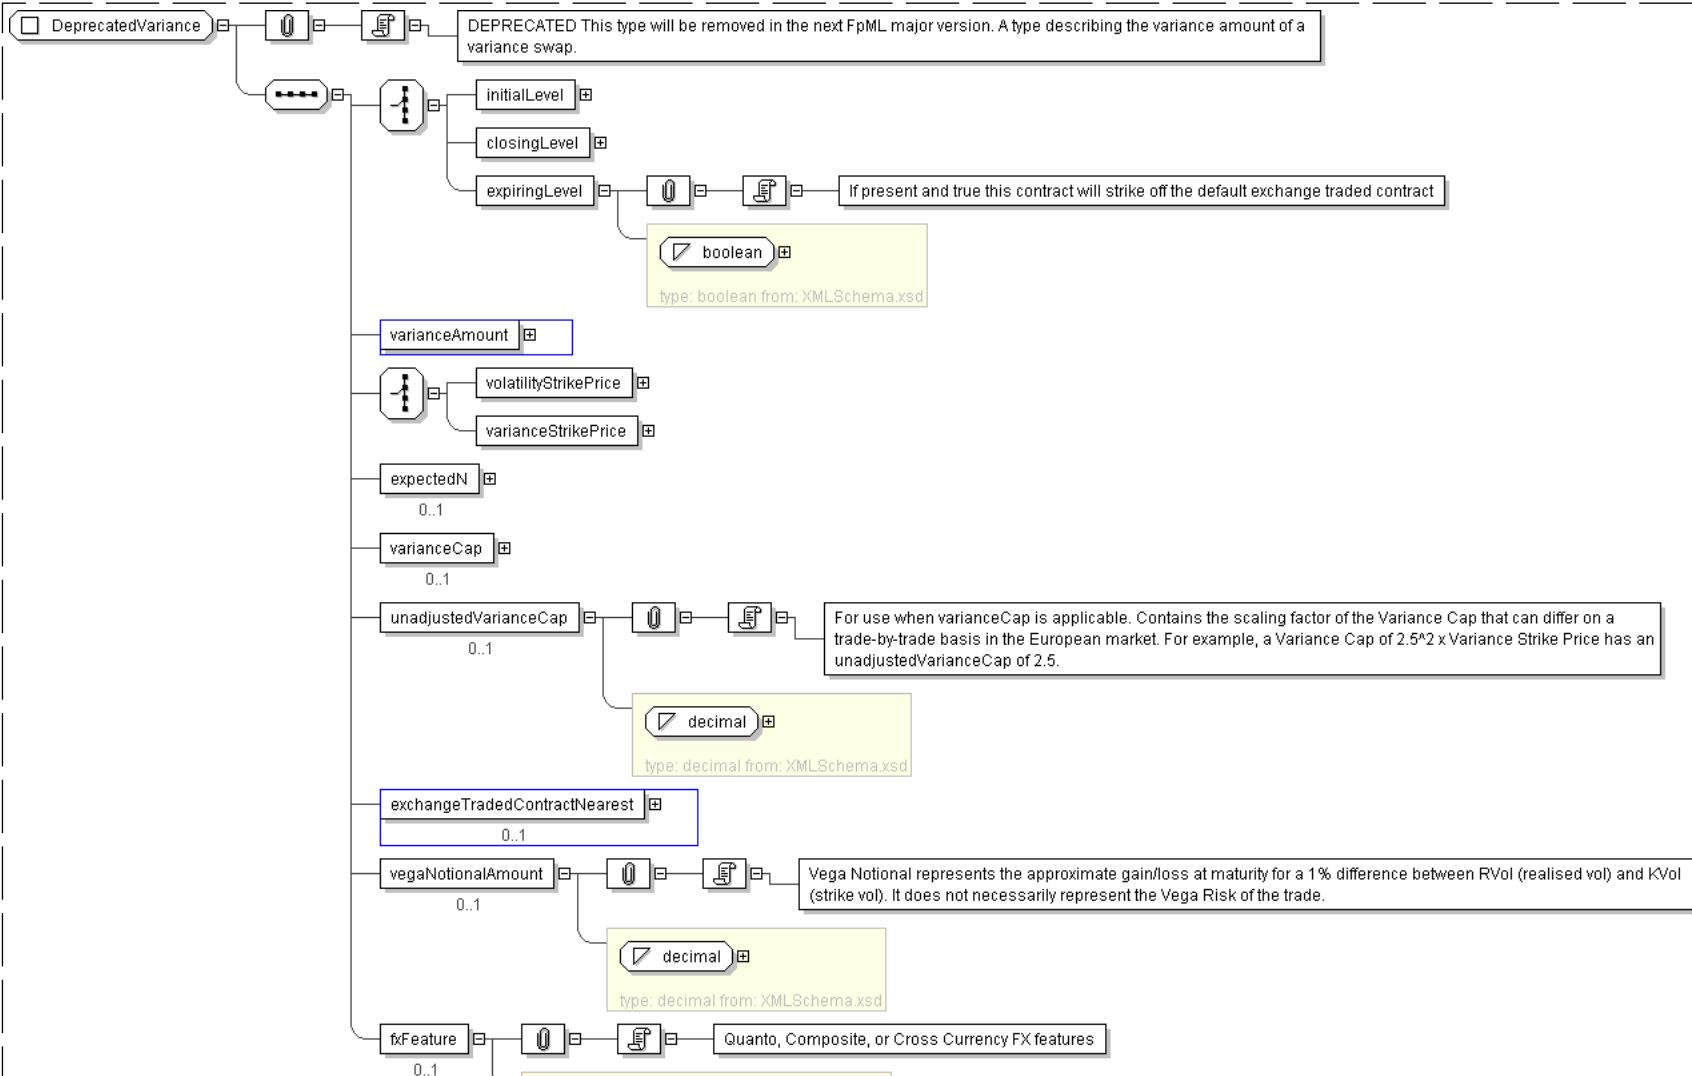 DeprecatedVariance
DEPRECATED This type will be removed in the next FpML major version. A type describing the variance amount of a
variance swap.
initialLevel
closingLevel
expiringLevel
If present and true this contract will strike off the default exchange traded contract
boolean
type: boolean from: XMLSchema.xsd
varianceAmount
volatilityStrikePrice
varianceStrikePrice
expectedN
0..1
varianceCap
0..1
unadjustedVarianceCap
0..1
For use when varianceCap is applicable. Contains the scaling factor of the Variance Cap that can differ on a
trade-by-trade basis in the European market. For example, a Variance Cap of 2.5^2 x Variance Strike Price has an
unadjustedVarianceCap of 2.5.
decimal
type: decimal from: XMLSchema.xsd
exchangeTradedContractNearest
0..1
vegaNotionalAmount
0..1
Vega Notional represents the approximate gain/loss at maturity for a 1% difference between RVol (realised vol) and KVol
(strike vol). It does not necessarily represent the Vega Risk of the trade.
decimal
type: decimal from: XMLSchema.xsd
fxFeature
0..1
Quanto, Composite, or Cross Currency FX features